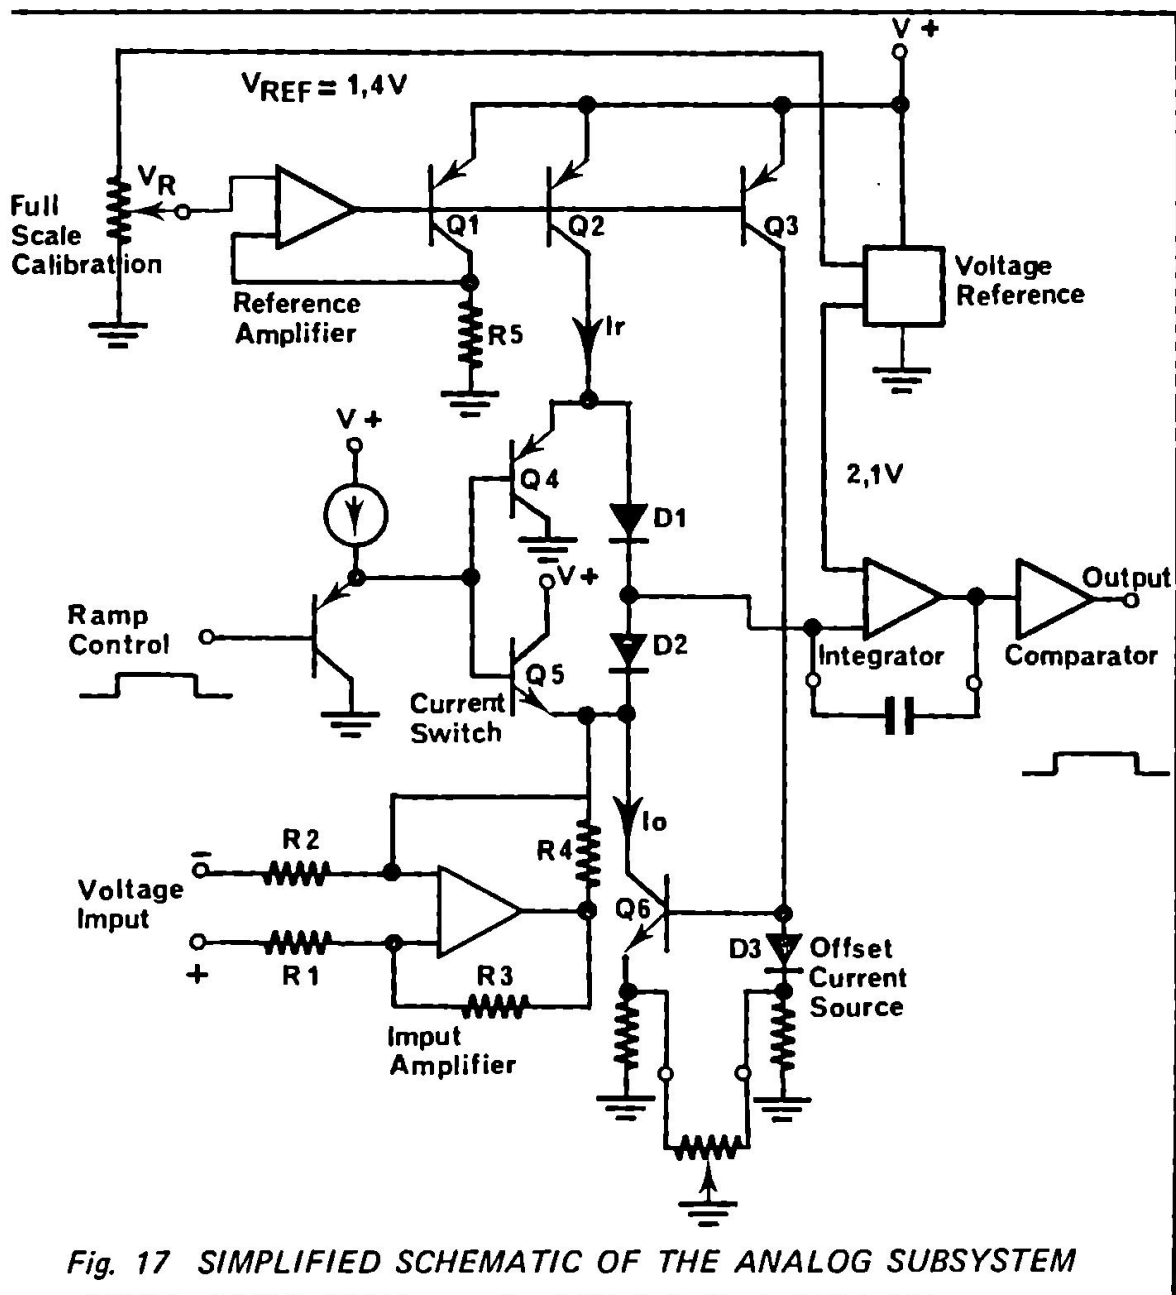 V+
VREF = 1,4V
VR
Full
Scale
Calibration
Q1
Q2
Q3
Voltage
Reference
Reference
Amplifier
R5
Ir
V+
2,1V
Q4
D1
V+
Output
Ramp
Control
D2
Q5
Integrator
Comparator
Current
Switch
Io
R2
R4
−
Voltage
Imput
Q6
D3
Offset
Current
Source
+
R1
R3
Imput
Amplifier
Fig. 17 SIMPLIFIED SCHEMATIC OF THE ANALOG SUBSYSTEM